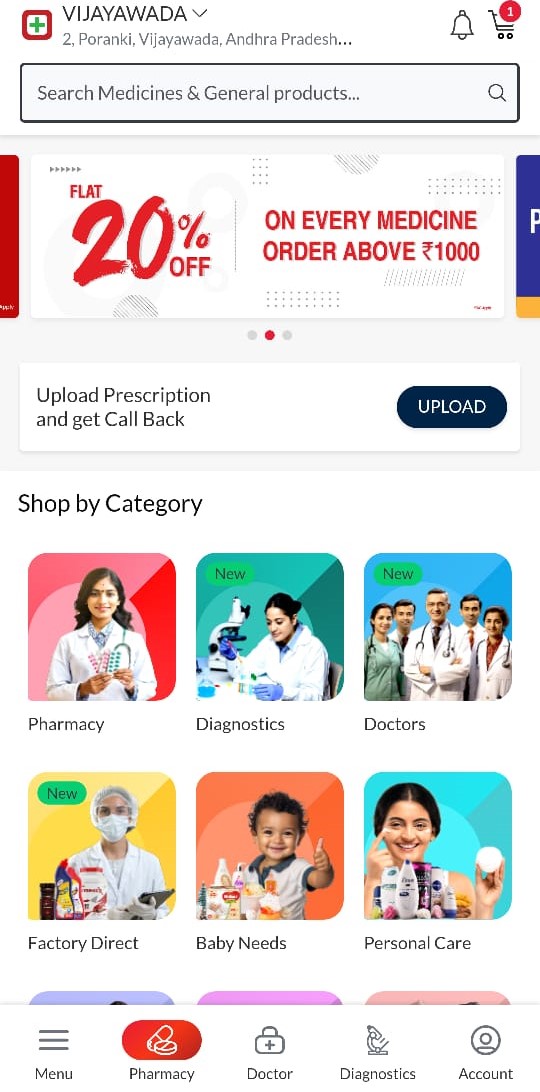 VIJAYAWADA
1
2, Poranki, Vijayawada, Andhra Pradesh...
Search Medicines & General products...
FLAT
20%
OFF
ON EVERY MEDICINE
ORDER ABOVE ₹1000
Apply
P
Upload Prescription
and get Call Back
UPLOAD
Shop by Category
New
New
Pharmacy
Diagnostics
Doctors
New
Factory Direct
Baby Needs
Personal Care
Menu
Pharmacy
Doctor
Diagnostics
Account